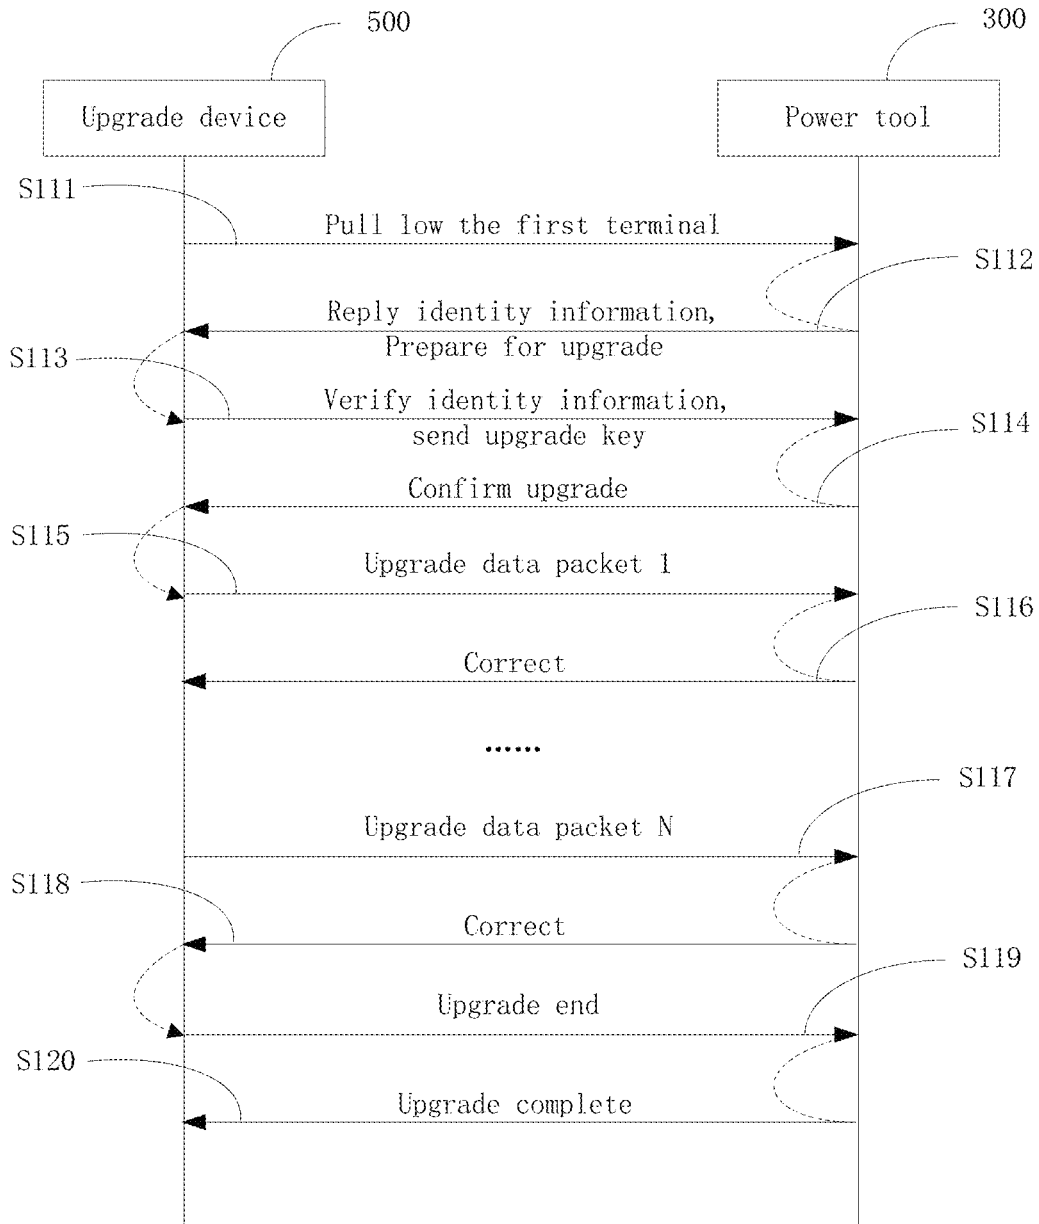 500
300
Upgrade device
Power tool
S111
Pull low the first terminal
S112
Reply identity information,
Prepare for upgrade
S113
Verify identity information,
send upgrade key
S114
Confirm upgrade
S115
Upgrade data packet 1
S116
Correct
......
S117
Upgrade data packet N
S118
Correct
S119
Upgrade end
S120
Upgrade complete